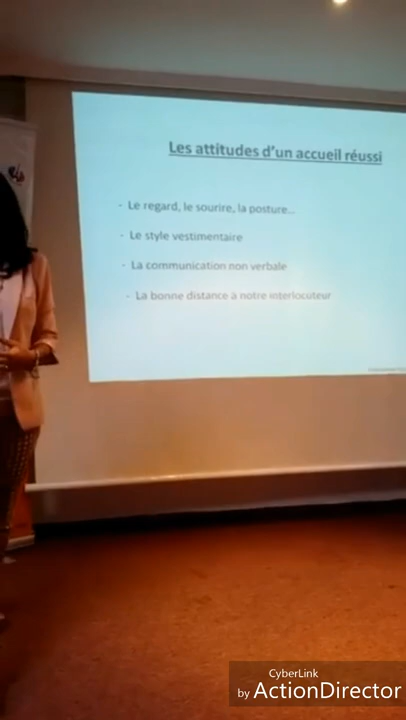 Les attitudes d'un accueil réussi
- Le regard, le sourire, la posture...
- Le style vestimentaire
- La communication non verbale
- La bonne distance à notre interlocuteur
CyberLink
by ActionDirector